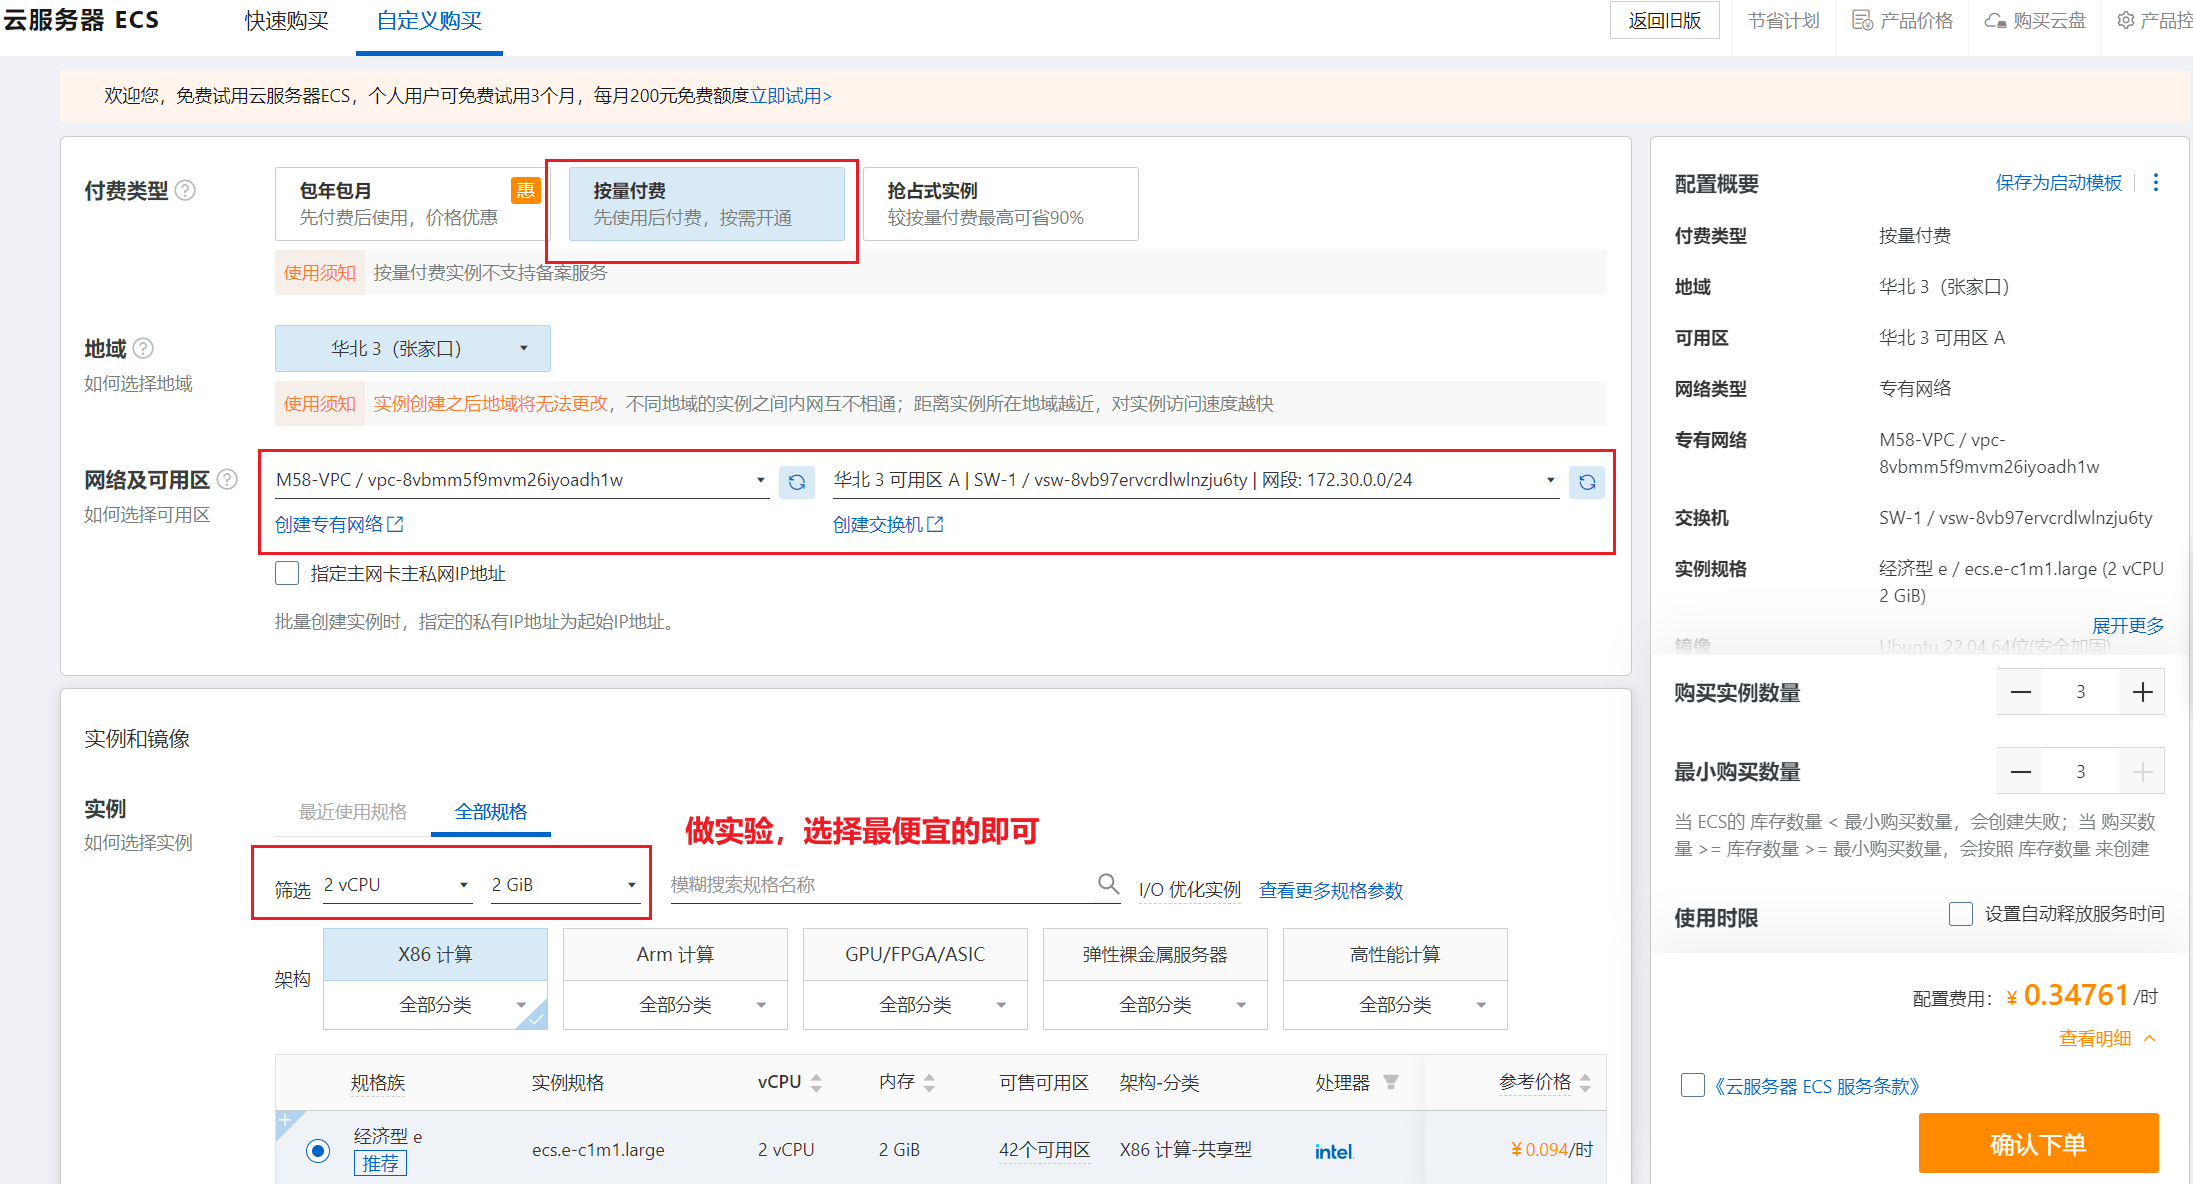 云服务器 ECS
快速购买
自定义购买
返回旧版
节省计划
产品价格
购买云盘
产品控
欢迎您，免费试用云服务器ECS，个人用户可免费试用3个月，每月200元免费额度立即试用>
付费类型
包年包月
惠
先付费后使用，价格优惠
按量付费
先使用后付费，按需开通
抢占式实例
较按量付费最高可省90%
使用须知
按量付费实例不支持备案服务
地域
如何选择地域
华北 3（张家口）
使用须知
实例创建之后地域将无法更改，不同地域的实例之间内网互不相通；距离实例所在地域越近，对实例访问速度越快
网络及可用区
如何选择可用区
M58-VPC / vpc-8vbmm5f9mvm26iyoadh1w
华北 3 可用区 A | SW-1 / vsw-8vb97ervcrdlwlnzju6ty | 网段: 172.30.0.0/24
创建专有网络
创建交换机
指定主网卡主私网IP地址
批量创建实例时，指定的私有IP地址为起始IP地址。
实例和镜像
实例
如何选择实例
最近使用规格
全部规格
做实验，选择最便宜的即可
筛选
2 vCPU
2 GiB
模糊搜索规格名称
I/O 优化实例
查看更多规格参数
架构
X86 计算
Arm 计算
GPU/FPGA/ASIC
弹性裸金属服务器
高性能计算
全部分类
全部分类
全部分类
全部分类
全部分类
规格族
实例规格
vCPU
内存
可售可用区
架构-分类
处理器
参考价格
经济型 e
推荐
ecs.e-c1m1.large
2 vCPU
2 GiB
42个可用区
X86 计算-共享型
intel.
¥ 0.094/时
配置概要
保存为启动模板
付费类型
按量付费
地域
华北 3（张家口）
可用区
华北 3 可用区 A
网络类型
专有网络
专有网络
M58-VPC / vpc-
8vbmm5f9mvm26iyoadh1w
交换机
SW-1 / vsw-8vb97ervcrdlwlnzju6ty
实例规格
经济型 e / ecs.e-c1m1.large (2 vCPU
2 GiB)
展开更多
镜像
Ubuntu 22.04 64位(安全加固)
购买实例数量
3
最小购买数量
3
当 ECS的 库存数量 < 最小购买数量，会创建失败；当 购买数
量 >= 库存数量 >= 最小购买数量，会按照 库存数量 来创建
使用时限
设置自动释放服务时间
配置费用：
¥ 0.34761 /时
查看明细
《云服务器 ECS 服务条款》
确认下单